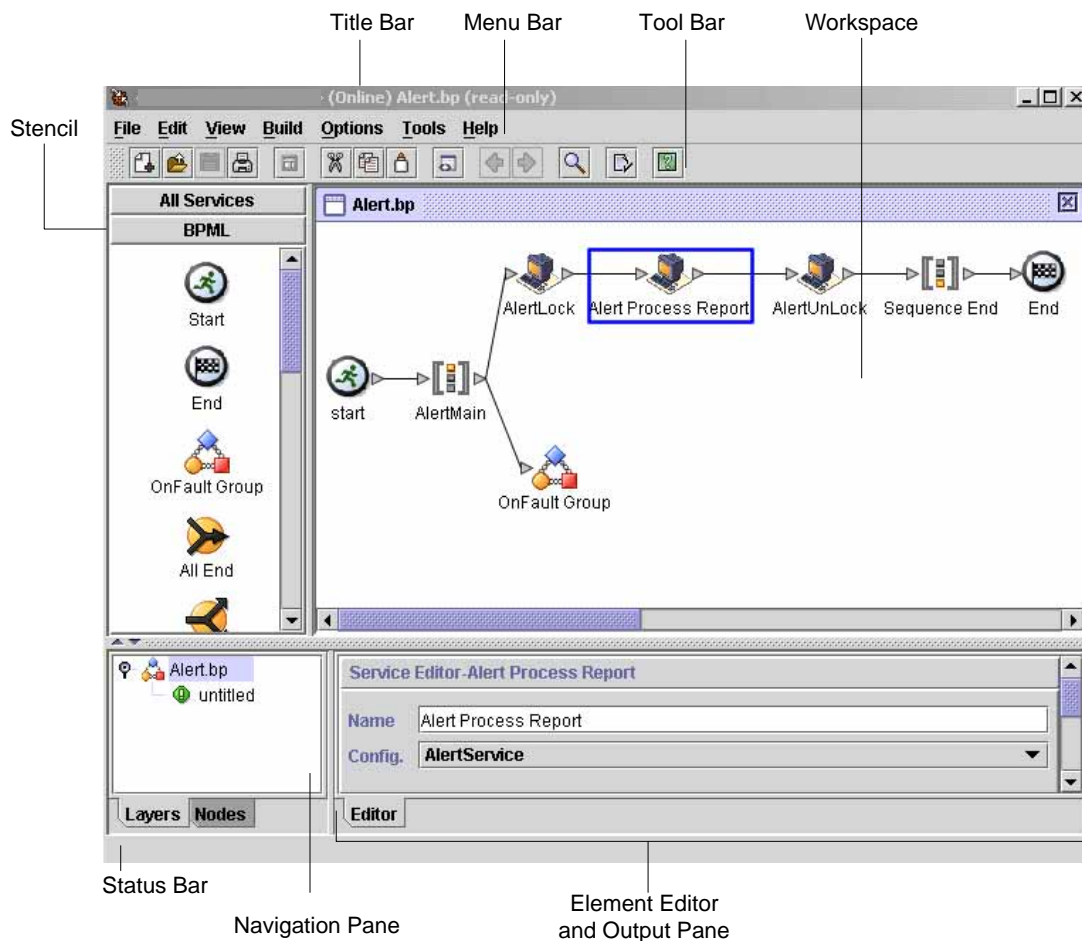 Title Bar Menu Bar Tool Bar Workspace
(Online) Alert.bp (read-only)
Stencil
File Edit View Build Options Tools Help
All Services
BPML
Alert.bp
Start
End
OnFault Group
All End
AlertLock Alert Process Report AlertUnLock Sequence End End
start AlertMain
OnFault Group
Alert.bp
untitled
Layers Nodes
Service Editor-Alert Process Report
Name Alert Process Report
Config. AlertService
Editor
Status Bar
Navigation Pane
Element Editor
and Output Pane